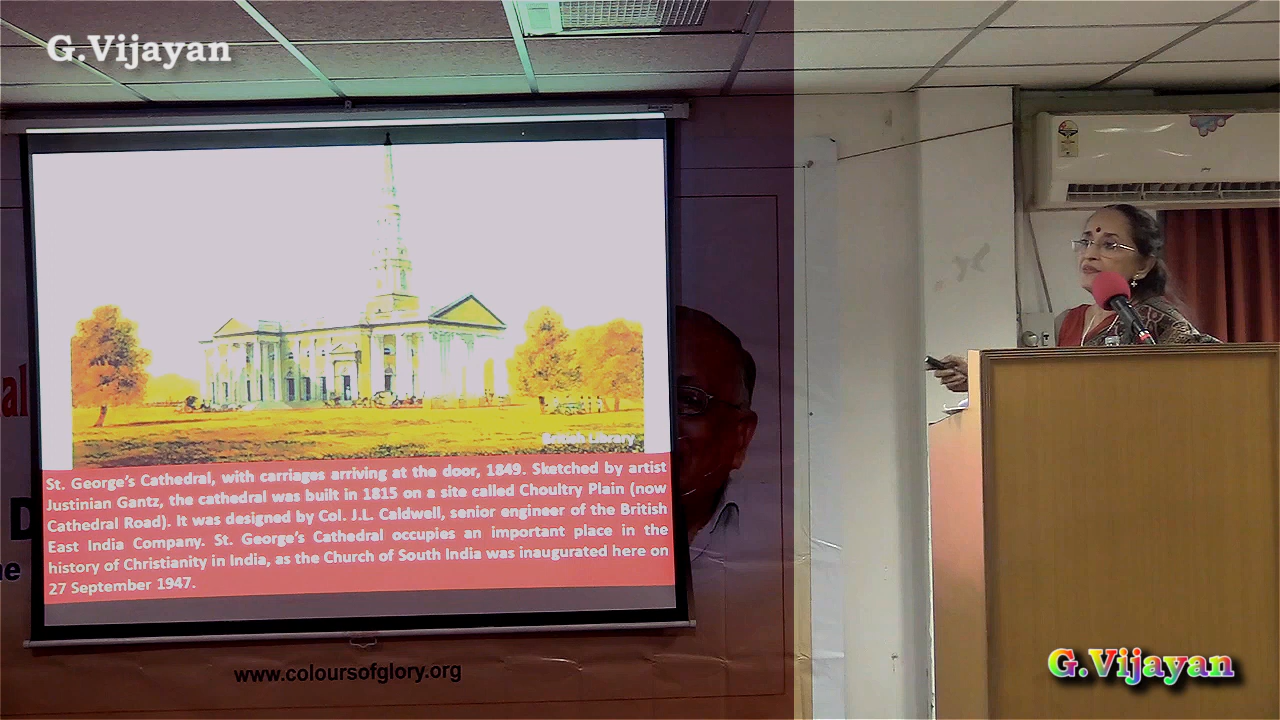 G.Vijayan
British Library
St. George's Cathedral, with carriages arriving at the door, 1849. Sketched by artist
Justinian Gantz, the cathedral was built in 1815 on a site called Choultry Plain (now
Cathedral Road). It was designed by Col. J.L. Caldwell, senior engineer of the British
East India Company. St. George's Cathedral occupies an important place in the
history of Christianity in India, as the Church of South India was inaugurated here on
27 September 1947.
www.coloursofglory.org
G.Vijayan